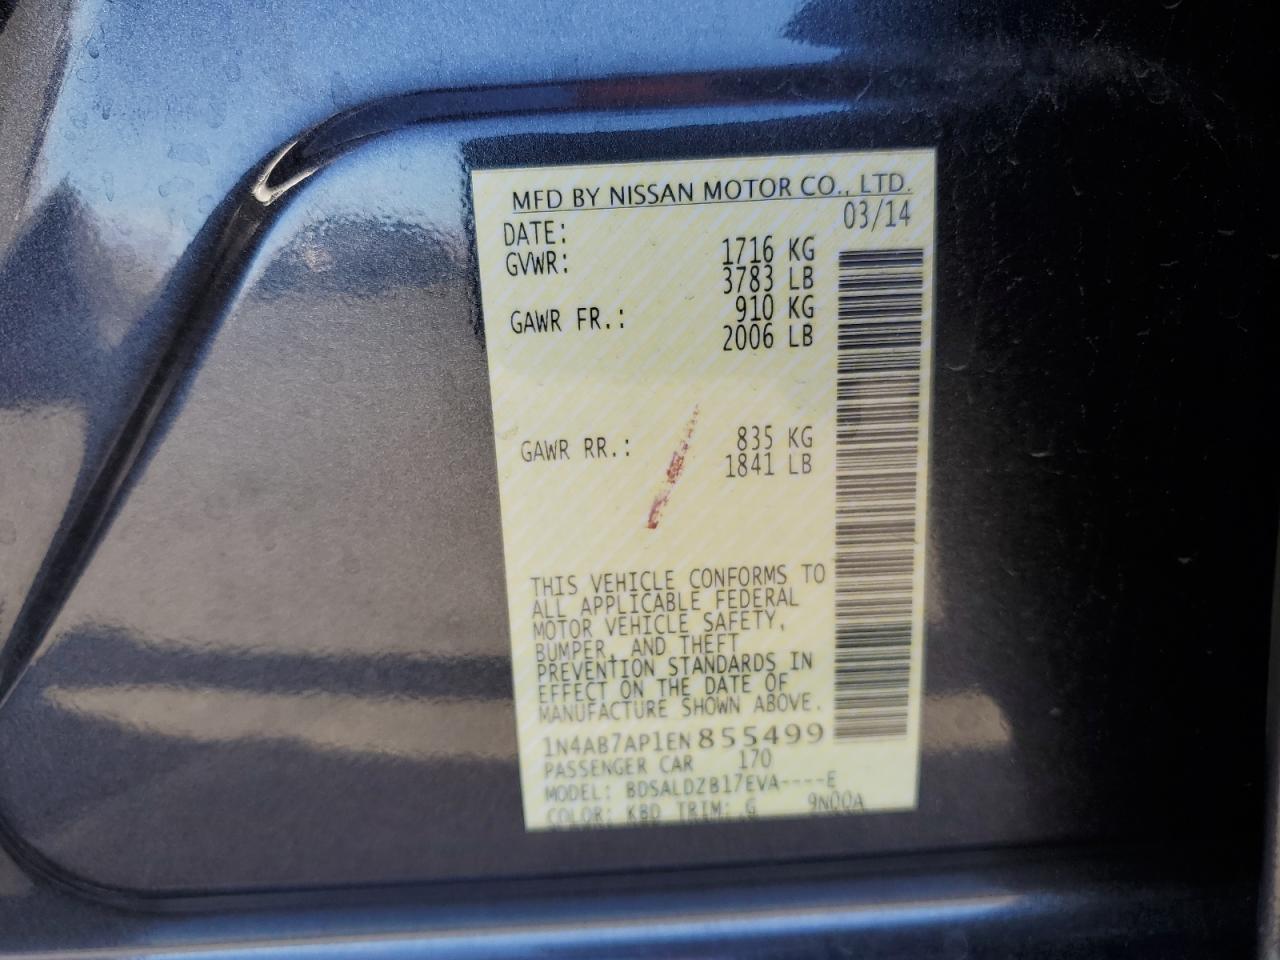 MFD BY NISSAN MOTOR CO., LTD.
DATE: 03/14
GVWR: 1716 KG
3783 LB
GAWR FR.: 910 KG
2006 LB
GAWR RR.: 835 KG
1841 LB
THIS VEHICLE CONFORMS TO
ALL APPLICABLE FEDERAL
MOTOR VEHICLE SAFETY,
BUMPER, AND THEFT
PREVENTION STANDARDS IN
EFFECT ON THE DATE OF
MANUFACTURE SHOWN ABOVE.
1N4AB7AP1EN855499
PASSENGER CAR 170
MODEL: BDSALDZB17EVA----E
COLOR: KBD TRIM: G 9N00A